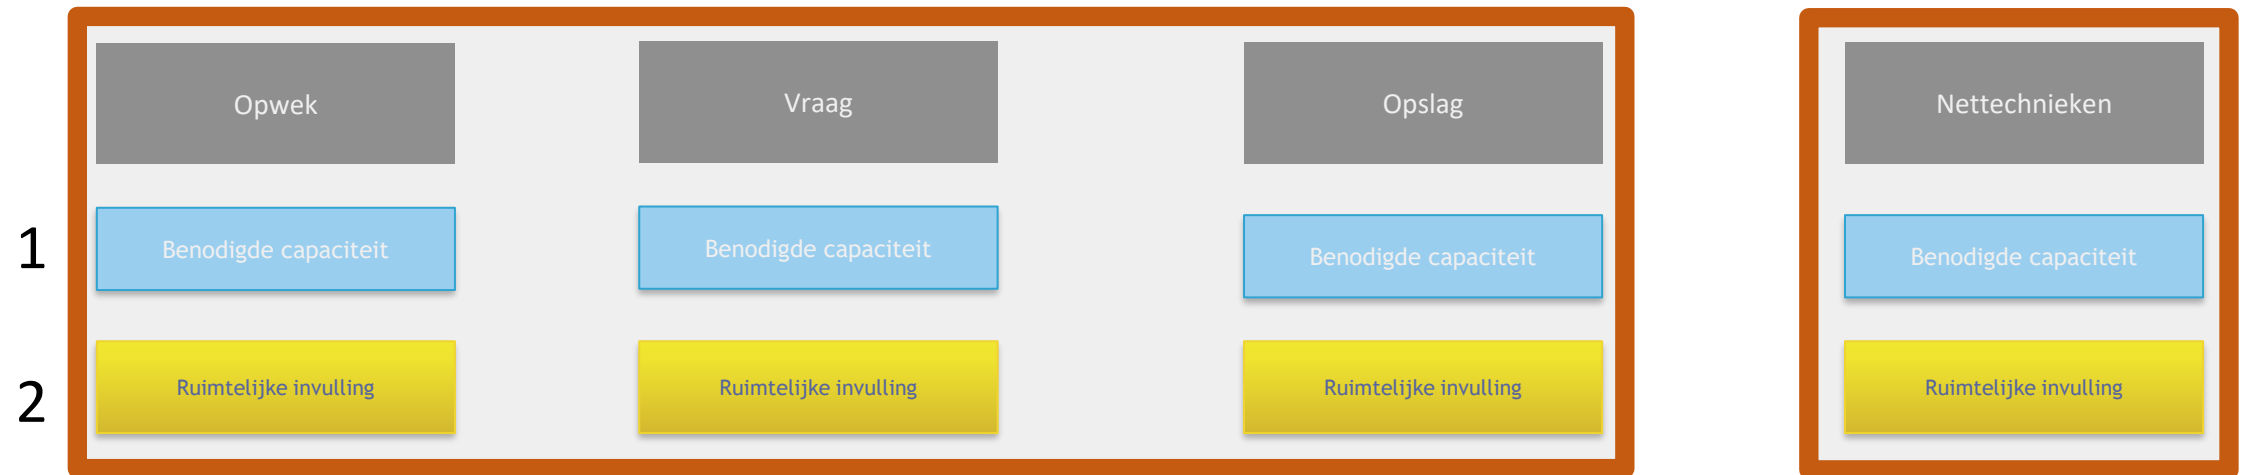 Opwek
Vraag
Opslag
Nettechnieken
1
Benodigde capaciteit
Benodigde capaciteit
Benodigde capaciteit
Benodigde capaciteit
2
Ruimtelijke invulling
Ruimtelijke invulling
Ruimtelijke invulling
Ruimtelijke invulling